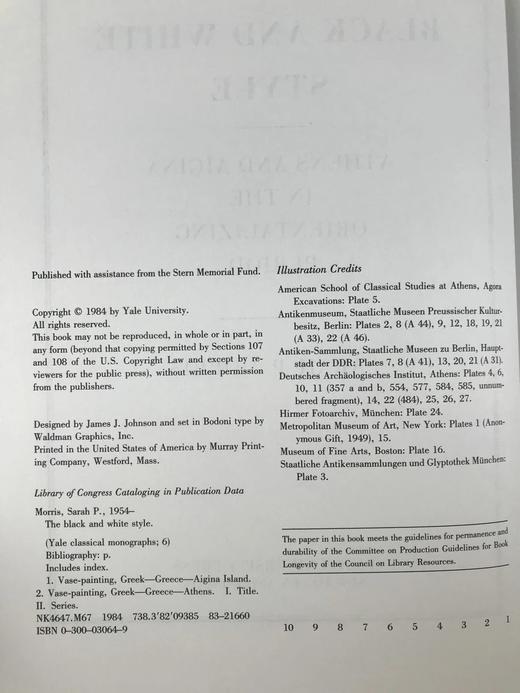 Published with assistance from the Stern Memorial Fund.
Copyright © 1984 by Yale University.
All rights reserved.
This book may not be reproduced, in whole or in part, in
any form (beyond that copying permitted by Sections 107
and 108 of the U.S. Copyright Law and except by re-
viewers for the public press), without written permission
from the publishers.
Designed by James J. Johnson and set in Bodoni type by
Waldman Graphics, Inc.
Printed in the United States of America by Murray Print-
ing Company, Westford, Mass.
Library of Congress Cataloging in Publication Data
Morris, Sarah P., 1954–
The black and white style.
(Yale classical monographs; 6)
Bibliography: p.
Includes index.
1. Vase-painting, Greek—Greece—Aigina Island.
2. Vase-painting, Greek—Greece—Athens. I. Title.
II. Series.
NK4647.M67 1984 738.3'82'09385 83-21660
ISBN 0-300-03064-9
Illustration Credits
American School of Classical Studies at Athens, Agora
Excavations: Plate 5.
Antikenmuseum, Staatliche Museen Preussischer Kultur-
besitz, Berlin: Plates 2, 8 (A 44), 9, 12, 18, 19, 21
(A 33), 22 (A 46).
Antiken-Sammlung, Staatliche Museen zu Berlin, Haupt-
stadt der DDR: Plates 7, 8 (A 41), 13, 20, 21 (A 31).
Deutsches Archäologisches Institut, Athens: Plates 4, 6,
10, 11 (357 a and b, 554, 577, 584, 585, unnum-
bered fragment), 14, 22 (484), 25, 26, 27.
Hirmer Fotoarchiv, München: Plate 24.
Metropolitan Museum of Art, New York: Plates 1 (Anon-
ymous Gift, 1949), 15.
Museum of Fine Arts, Boston: Plate 16.
Staatliche Antikensammlungen und Glyptothek München:
Plate 3.
The paper in this book meets the guidelines for permanence and
durability of the Committee on Production Guidelines for Book
Longevity of the Council on Library Resources.
10 9 8 7 6 5 4 3 2 1